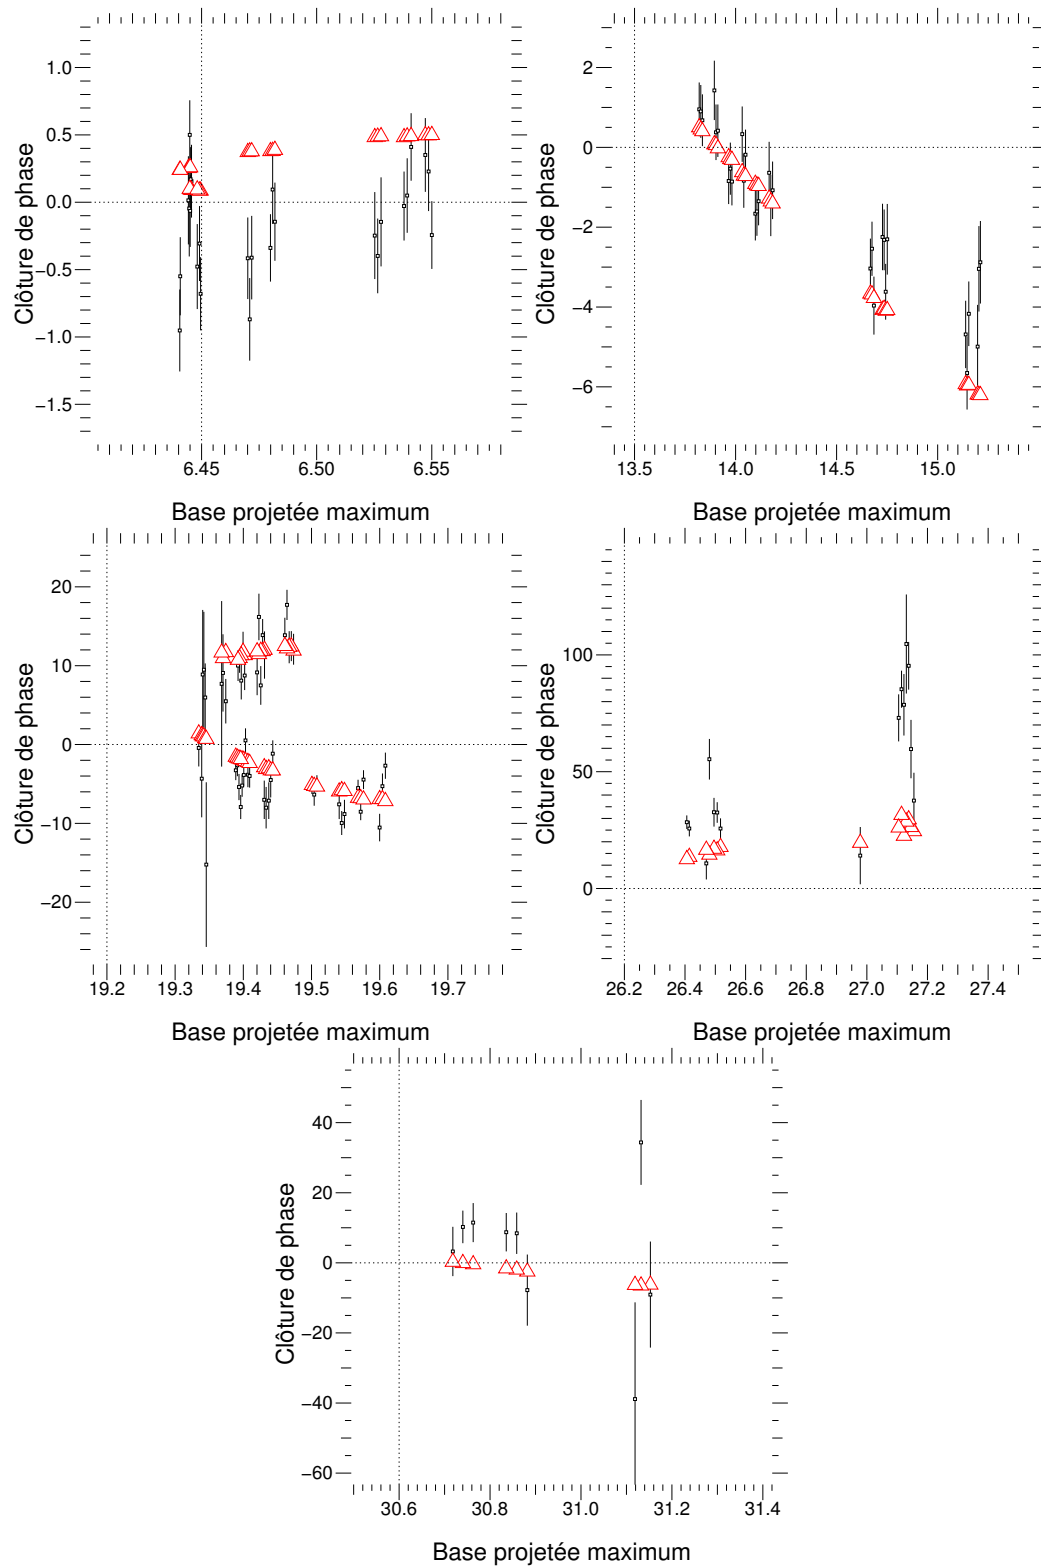 1.0
0.5
0.0
−0.5
−1.0
−1.5
Clôture de phase
6.45 6.50 6.55
Base projetée maximum
2
0
−2
−4
−6
Clôture de phase
13.5 14.0 14.5 15.0
Base projetée maximum
20
10
0
−10
−20
Clôture de phase
19.2 19.3 19.4 19.5 19.6 19.7
Base projetée maximum
100
50
0
Clôture de phase
26.2 26.4 26.6 26.8 27.0 27.2 27.4
Base projetée maximum
40
20
0
−20
−40
−60
Clôture de phase
30.6 30.8 31.0 31.2 31.4
Base projetée maximum